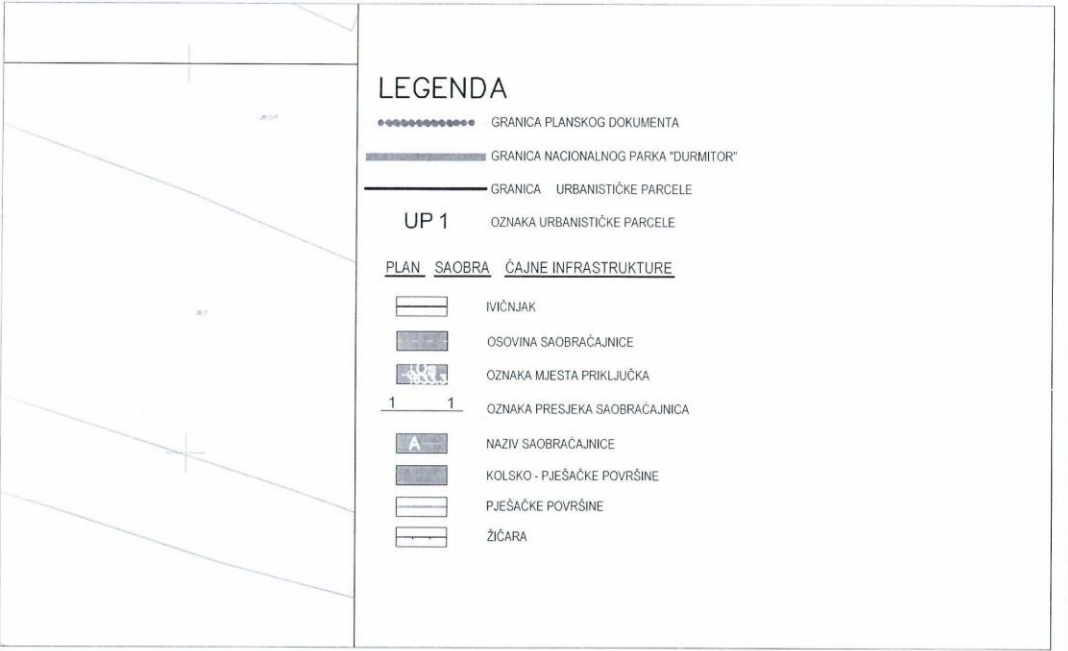 LEGENDA
GRANICA PLANSKOG DOKUMENTA
GRANICA NACIONALNOG PARKA "DURMITOR"
GRANICA URBANISTIČKE PARCELE
UP 1 OZNAKA URBANISTIČKE PARCELE
PLAN SAOBRA ĆAJNE INFRASTRUKTURE
IVIČNJAK
OSOVINA SAOBRAĆAJNICE
OZNAKA MJESTA PRIKLJUČKA
1 1 OZNAKA PRESJEKA SAOBRAĆAJNICA
A NAZIV SAOBRAĆAJNICE
KOLSKO - PJEŠAČKE POVRŠINE
PJEŠAČKE POVRŠINE
ŽIČARA